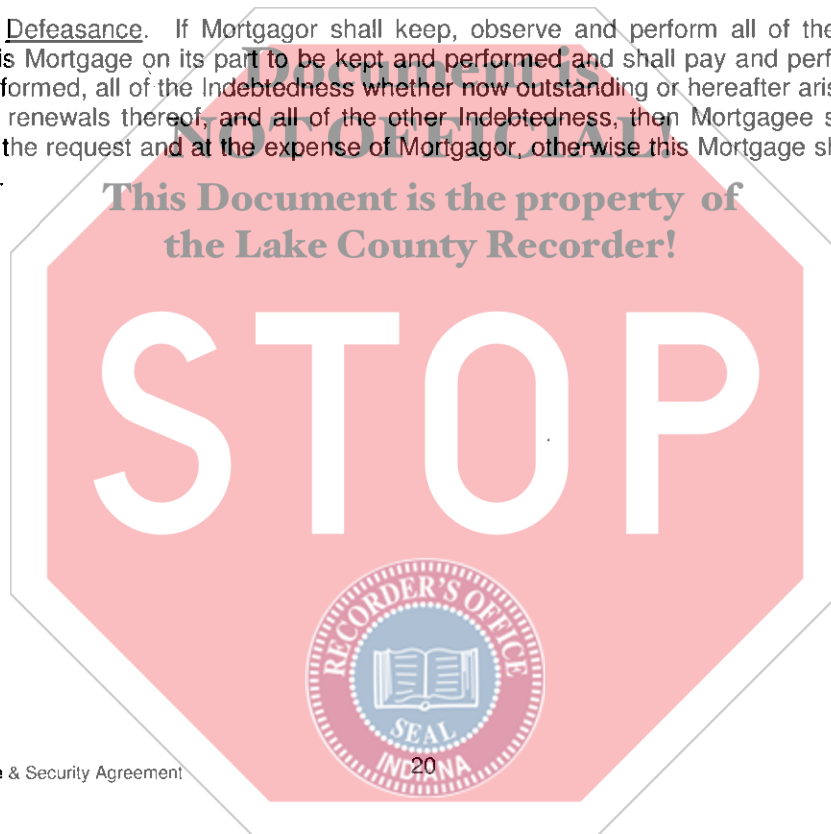 Defeasance. If Mortgagor shall keep, observe and perform all of the
is Mortgage on its part to be kept and performed and shall pay and perf
formed, all of the Indebtedness whether now outstanding or hereafter aris
renewals thereof, and all of the other Indebtedness, then Mortgagee s
the request and at the expense of Mortgagor, otherwise this Mortgage sh
Document is
NOT OFFICIAL!
This Document is the property of
the Lake County Recorder!
STOP
RECORDER'S OFFICE
SEAL
INDIANA
e & Security Agreement
20